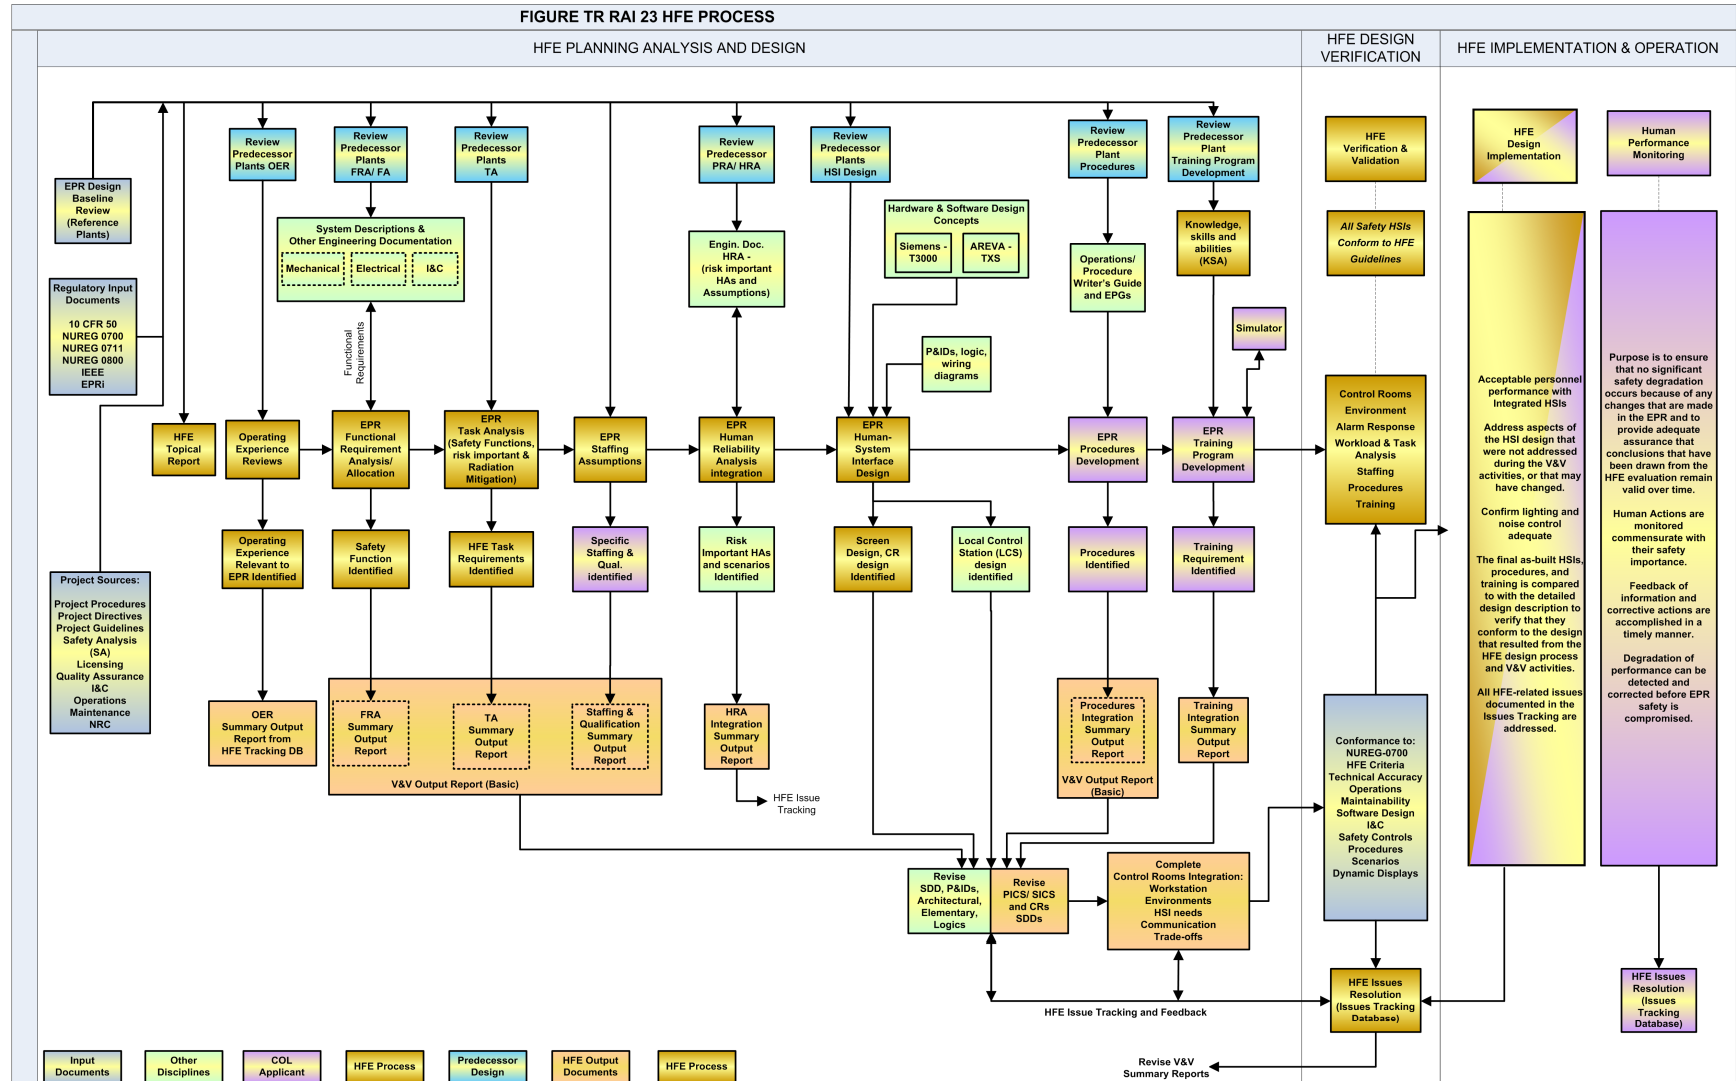 FIGURE TR RAI 23 HFE PROCESS
HFE PLANNING ANALYSIS AND DESIGN
HFE DESIGN
VERIFICATION
HFE IMPLEMENTATION & OPERATION
EPR Design
Baseline
Review
(Reference
Plants)
Regulatory Input
Documents
10 CFR 50
NUREG 0700
NUREG 0711
NUREG 0800
IEEE
EPRi
Project Sources:
Project Procedures
Project Directives
Project Guidelines
Safety Analysis
(SA)
Licensing
Quality Assurance
I&C
Operations
Maintenance
NRC
HFE
Topical
Report
Review
Predecessor
Plants OER
Operating
Experience
Reviews
Operating
Experience
Relevant to
EPR Identified
OER
Summary Output
Report from
HFE Tracking DB
Review
Predecessor
Plants
FRA/ FA
System Descriptions &
Other Engineering Documentation
Mechanical
Electrical
I&C
Functional
Requirements
EPR
Functional
Requirement
Analysis/
Allocation
Safety
Function
Identified
FRA
Summary
Output
Report
Review
Predecessor
Plants
TA
EPR
Task Analysis
(Safety Functions,
risk important &
Radiation
Mitigation)
HFE Task
Requirements
Identified
TA
Summary
Output
Report
EPR
Staffing
Assumptions
Specific
Staffing &
Qual.
identified
Staffing &
Qualification
Summary
Output
Report
V&V Output Report (Basic)
Review
Predecessor
PRA/ HRA
Engin. Doc.
HRA -
(risk important
HAs and
Assumptions)
EPR
Human
Reliability
Analysis
integration
Risk
Important HAs
and scenarios
Identified
HRA
Integration
Summary
Output
Report
HFE Issue
Tracking
Review
Predecessor
Plants
HSI Design
Hardware & Software Design
Concepts
Siemens -
T3000
AREVA -
TXS
P&IDs, logic,
wiring
diagrams
EPR
Human-
System
Interface
Design
Screen
Design, CR
design
Identified
Local Control
Station (LCS)
design
identified
Review
Predecessor
Plant
Procedures
Operations/
Procedure
Writer's Guide
and EPGs
EPR
Procedures
Development
Procedures
Identified
Procedures
Integration
Summary
Output
Report
V&V Output Report
(Basic)
Review
Predecessor
Plant
Training Program
Development
Knowledge,
skills and
abilities
(KSA)
Simulator
EPR
Training
Program
Development
Training
Requirement
Identified
Training
Integration
Summary
Output
Report
Revise
SDD, P&IDs,
Architectural,
Elementary,
Logics
Revise
PICS/ SICS
and CRs
SDDs
Complete
Control Rooms Integration:
Workstation
Environments
HSI needs
Communication
Trade-offs
HFE Issue Tracking and Feedback
HFE
Verification &
Validation
All Safety HSIs
Conform to HFE
Guidelines
Control Rooms
Environment
Alarm Response
Workload & Task
Analysis
Staffing
Procedures
Training
Conformance to:
NUREG-0700
HFE Criteria
Technical Accuracy
Operations
Maintainability
Software Design
I&C
Safety Controls
Procedures
Scenarios
Dynamic Displays
HFE Issues
Resolution
(Issues Tracking
Database)
Revise V&V
Summary Reports
HFE
Design
Implementation
Acceptable personnel
performance with
Integrated HSIs
Address aspects of
the HSI design that
were not addressed
during the V&V
activities, or that may
have changed.
Confirm lighting and
noise control
adequate
The final as-built HSIs,
procedures, and
training is compared
to with the detailed
design description to
verify that they
conform to the design
that resulted from the
HFE design process
and V&V activities.
All HFE-related issues
documented in the
Issues Tracking are
addressed.
Human
Performance
Monitoring
Purpose is to ensure
that no significant
safety degradation
occurs because of any
changes that are made
in the EPR and to
provide adequate
assurance that
conclusions that have
been drawn from the
HFE evaluation remain
valid over time.
Human Actions are
monitored
commensurate with
their safety
importance.
Feedback of
information and
corrective actions are
accomplished in a
timely manner.
Degradation of
performance can be
detected and
corrected before EPR
safety is
compromised.
HFE Issues
Resolution
(Issues
Tracking
Database)
Input
Documents
Other
Disciplines
COL
Applicant
HFE Process
Predecessor
Design
HFE Output
Documents
HFE Process